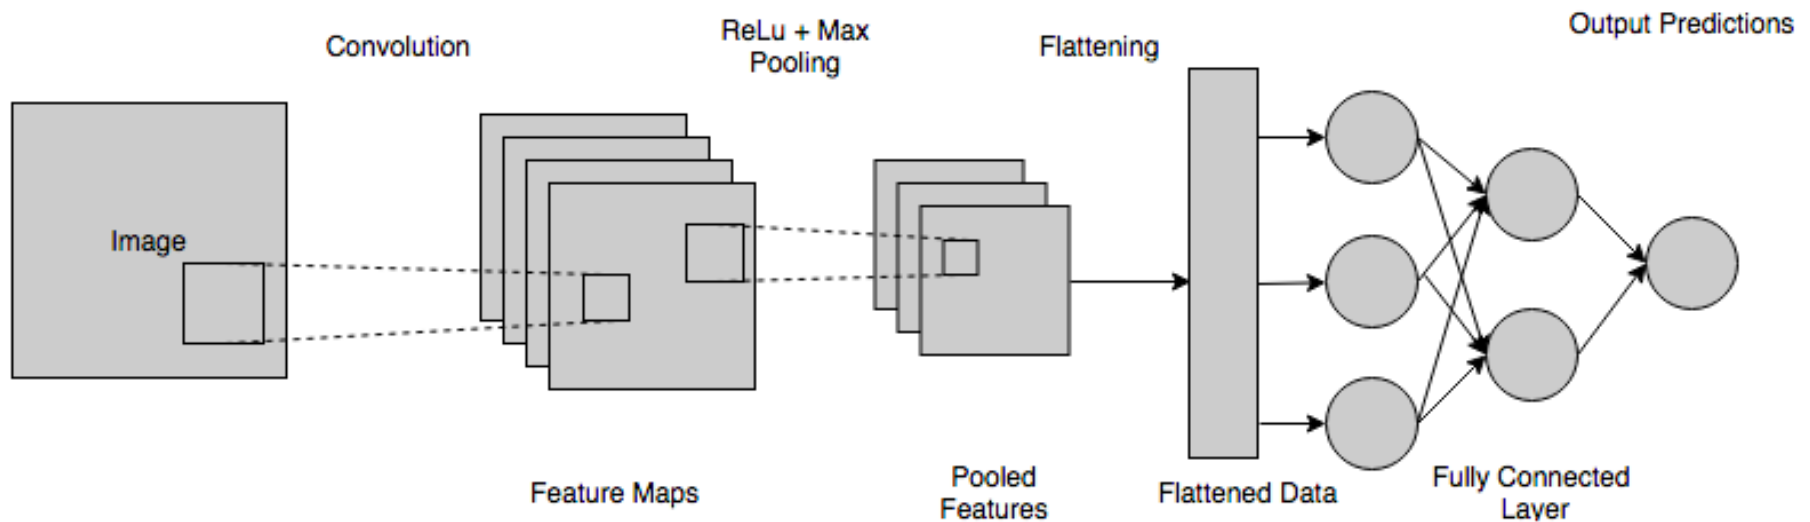 Convolution
ReLu + Max
Pooling
Flattening
Output Predictions
Image
Feature Maps
Pooled
Features
Flattened Data
Fully Connected
Layer